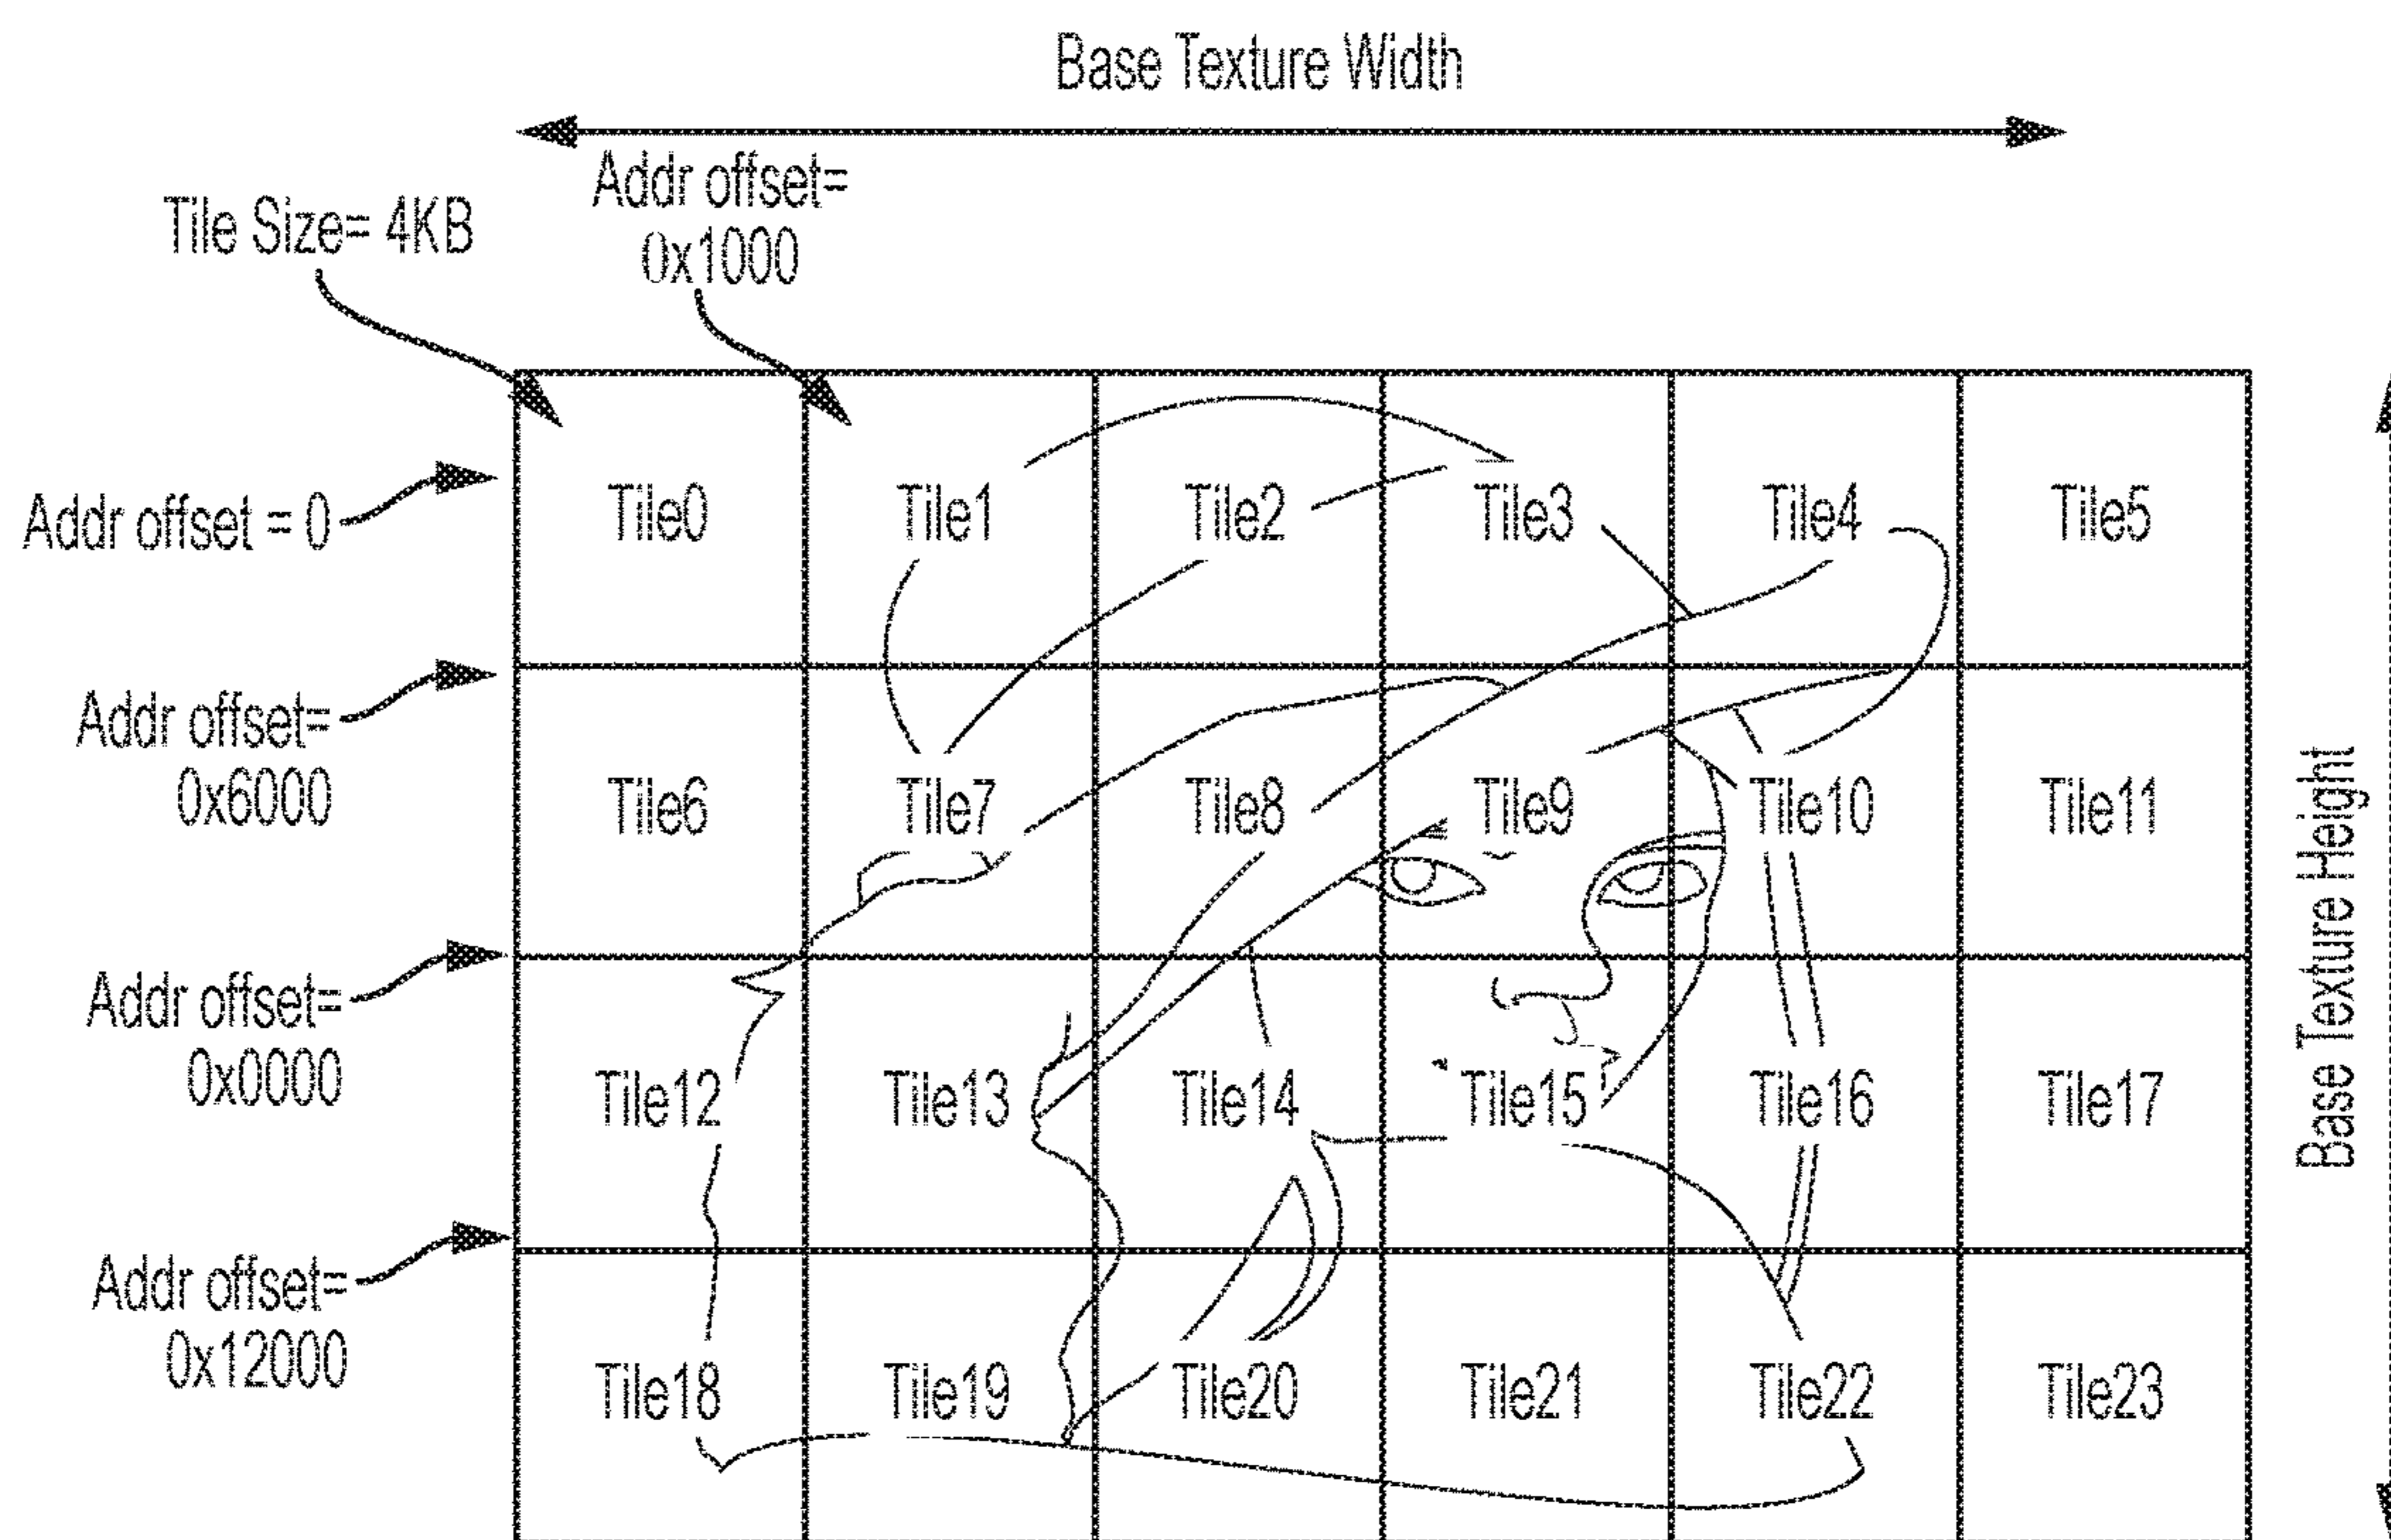 Base Texture Width
Tile Size= 4KB
Addr offset=
0x1000
Addr offset = 0
Tile0 Tile1 Tile2 Tile3 Tile4 Tile5
Addr offset=
0x6000
Tile6 Tile7 Tile8 Tile9 Tile10 Tile11
Addr offset=
0x0000
Tile12 Tile13 Tile14 Tile15 Tile16 Tile17
Addr offset=
0x12000
Tile18 Tile19 Tile20 Tile21 Tile22 Tile23
Base Texture Height